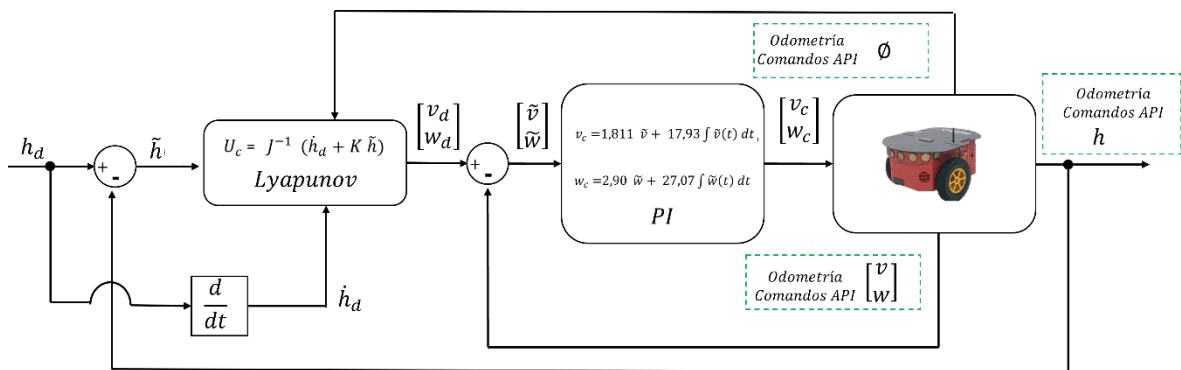 Odometría
Comandos API ∅
Odometría
Comandos API
h
h_d
+
-
h̃
U_c = J⁻¹ (ḣ_d + K h̃)
Lyapunov
[v_d
w_d]
+
-
[ṽ
w̃]
v_c =1,811 ṽ + 17,93 ∫ ṽ(t) dt,
w_c =2,90 w̃ + 27,07 ∫ w̃(t) dt
PI
[v_c
w_c]
d
dt
ḣ_d
Odometría
Comandos API
[v
w]